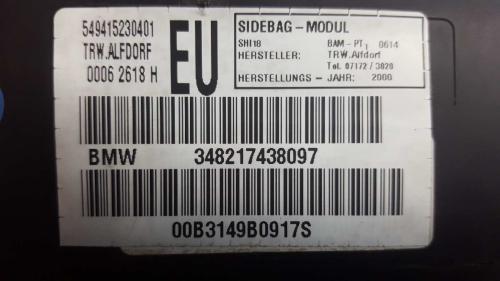 549415230401
TRW.ALFDORF
0006 2618 H
EU
SIDEBAG-MODUL
SHI18 BAM-PT1 0614
HERSTELLER: TRW.Alfdorf
Tel. 07172 / 3020
HERSTELLUNGS - JAHR: 2000
BMW 348217438097
00B3149B0917S